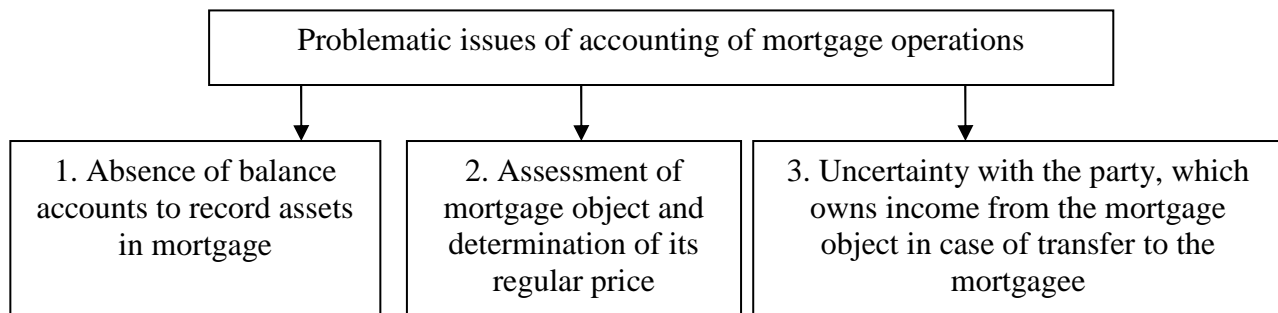 Problematic issues of accounting of mortgage operations
1. Absence of balance
accounts to record assets
in mortgage
2. Assessment of
mortgage object and
determination of its
regular price
3. Uncertainty with the party, which
owns income from the mortgage
object in case of transfer to the
mortgagee